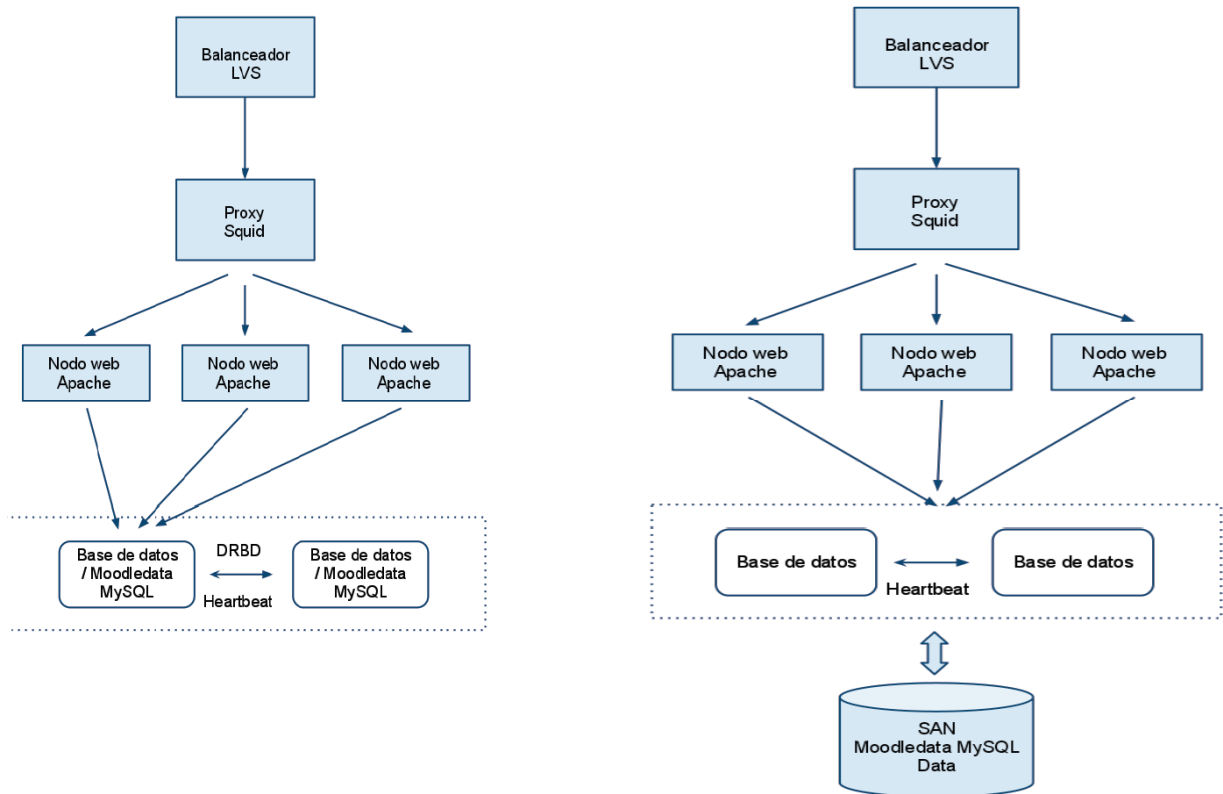 Balanceador
LVS
Proxy
Squid
Nodo web
Apache
Nodo web
Apache
Nodo web
Apache
Base de datos
/ Moodledata
MySQL
DRBD
Heartbeat
Base de datos
/ Moodledata
MySQL
Balanceador
LVS
Proxy
Squid
Nodo web
Apache
Nodo web
Apache
Nodo web
Apache
Base de datos
Heartbeat
Base de datos
SAN
Moodledata MySQL
Data